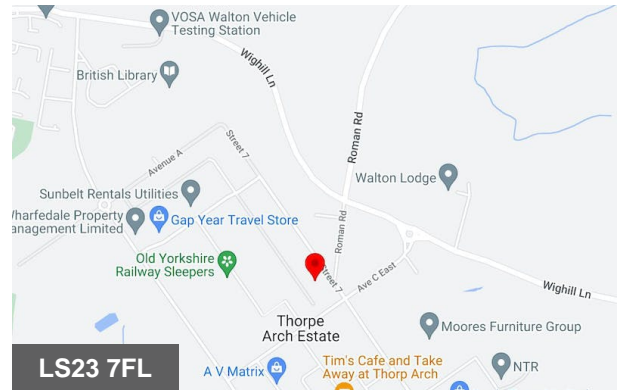 VOSA Walton Vehicle
Testing Station
Wighill Ln
British Library
Roman Rd
Street 7
Avenue A
Walton Lodge
Sunbelt Rentals Utilities
Wharfedale Property
anagement Limited
Gap Year Travel Store
Roman Rd
Old Yorkshire
Railway Sleepers
Street 7
Ave C East
Wighill Ln
Thorpe
Arch Estate
Moores Furniture Group
LS23 7FL
A V Matrix
Tim's Cafe and Take
Away at Thorp Arch
NTR